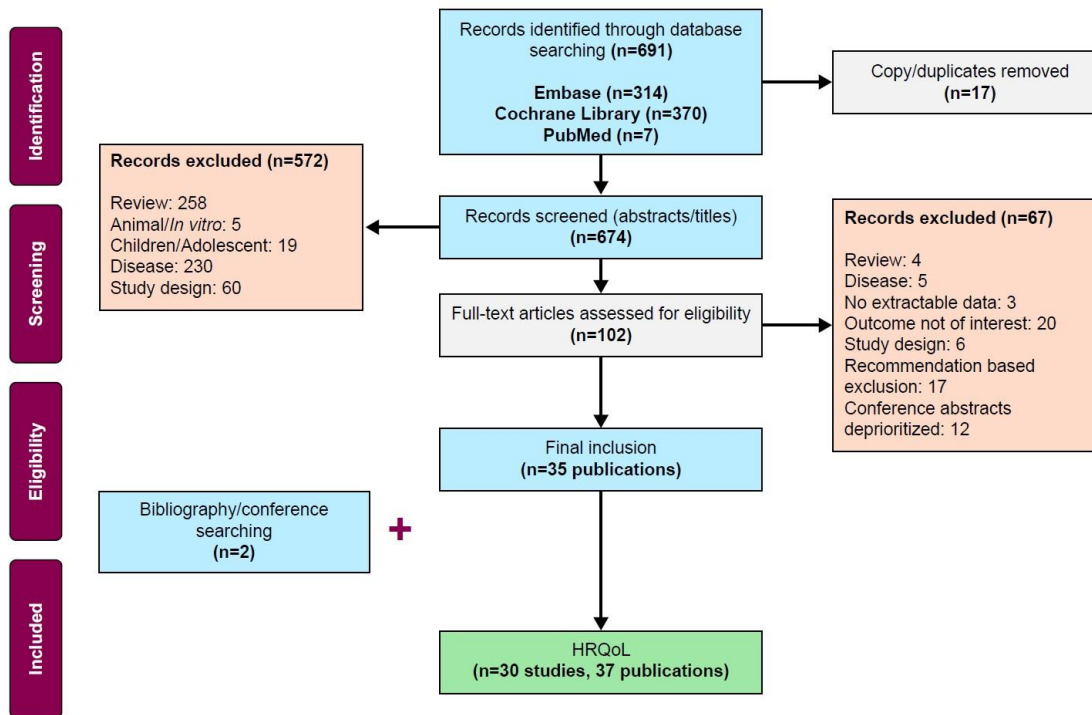 Identification
Screening
Eligibility
Included
Records identified through database
searching (n=691)
Embase (n=314)
Cochrane Library (n=370)
PubMed (n=7)
Copy/duplicates removed
(n=17)
Records excluded (n=572)
Review: 258
Animal/In vitro: 5
Children/Adolescent: 19
Disease: 230
Study design: 60
Records screened (abstracts/titles)
(n=674)
Records excluded (n=67)
Review: 4
Disease: 5
No extractable data: 3
Outcome not of interest: 20
Study design: 6
Recommendation based
exclusion: 17
Conference abstracts
deprioritized: 12
Full-text articles assessed for eligibility
(n=102)
Final inclusion
(n=35 publications)
Bibliography/conference
searching
(n=2)
+
HRQoL
(n=30 studies, 37 publications)